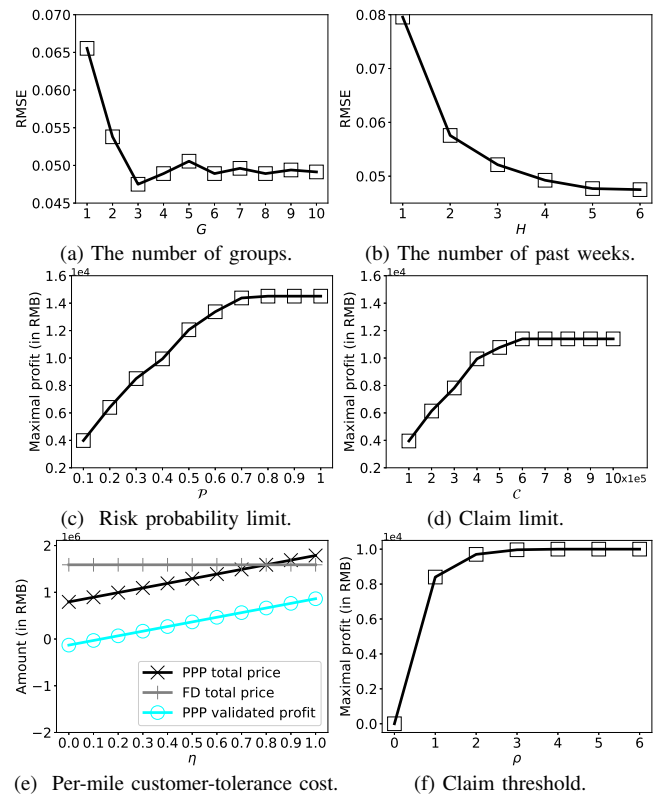 0.070
0.065
0.060
0.055
0.050
0.045
RMSE
1 2 3 4 5 6 7 8 9 10
G
(a) The number of groups.
0.08
0.07
0.06
0.05
RMSE
1 2 3 4 5 6
H
(b) The number of past weeks.
1e4
1.6
1.4
1.2
1.0
0.8
0.6
0.4
0.2
Maximal profit (in RMB)
0.1 0.2 0.3 0.4 0.5 0.6 0.7 0.8 0.9 1
P
(c) Risk probability limit.
1e4
1.6
1.4
1.2
1.0
0.8
0.6
0.4
0.2
Maximal profit (in RMB)
1 2 3 4 5 6 7 8 9 10x1e5
C
(d) Claim limit.
1e6
2
1
0
−1
−2
Amount (in RMB)
PPP total price
FD total price
PPP validated profit
0.0 0.1 0.2 0.3 0.4 0.5 0.6 0.7 0.8 0.9 1.0
η
(e) Per-mile customer-tolerance cost.
1e4
1.0
0.8
0.6
0.4
0.2
0.0
Maximal profit (in RMB)
0 1 2 3 4 5 6
ρ
(f) Claim threshold.